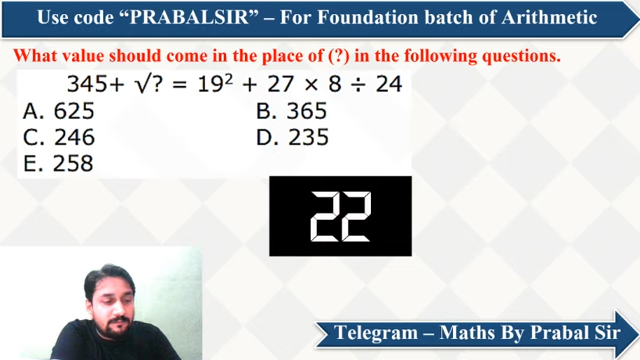 Use code “PRABALSIR” – For Foundation batch of Arithmetic
What value should come in the place of (?) in the following questions.
345+ √? = 19² + 27 × 8 ÷ 24
A. 625 B. 365
C. 246 D. 235
E. 258
22
Telegram – Maths By Prabal Sir